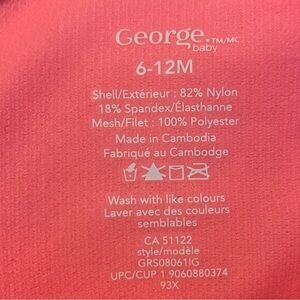 George.™/MC
baby
6-12M
Shell/Extérieur : 82% Nylon
18% Spandex/Élasthanne
Mesh/Filet : 100% Polyester
Made in Cambodia
Fabriqué au Cambodge
Wash with like colours
Laver avec des couleurs
semblables
CA 51122
style/modèle
GRS08061IG
UPC/CUP 1 9060880374
93X